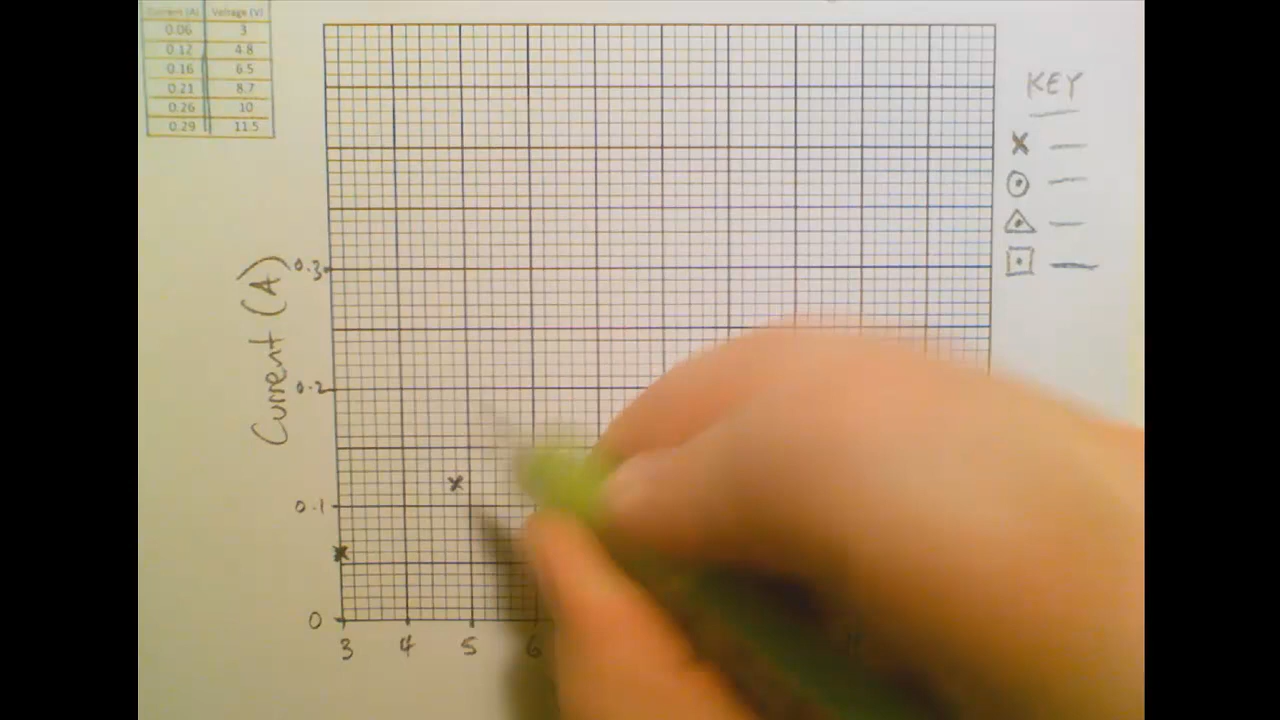 Current (A) Voltage (V)
0.06 3
0.12 4.8
0.16 6.5
0.21 8.7
0.26 10
0.29 11.5
KEY
Current (A)
0.3
0.2
0.1
0
3 4 5 6